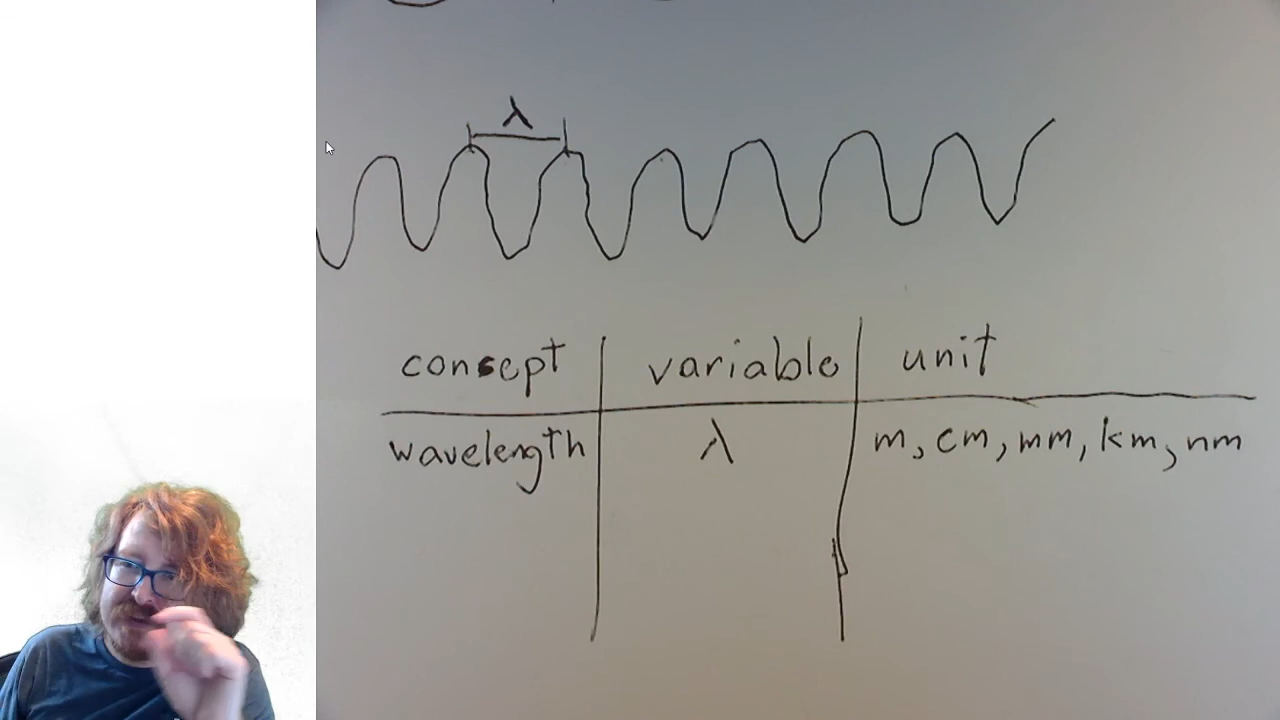 λ
concept variable unit
wavelength λ m, cm, mm, km, nm